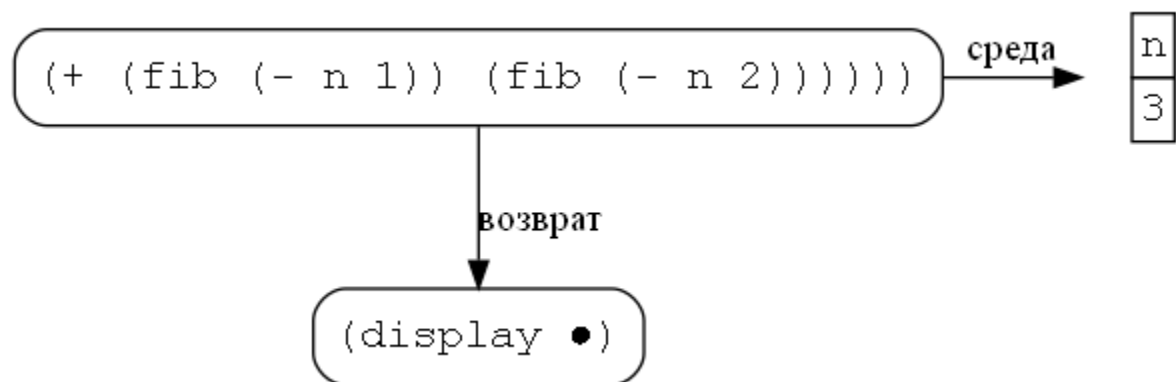 (+ (fib (- n 1)) (fib (- n 2))))))
среда
n
3
возврат
(display ●)